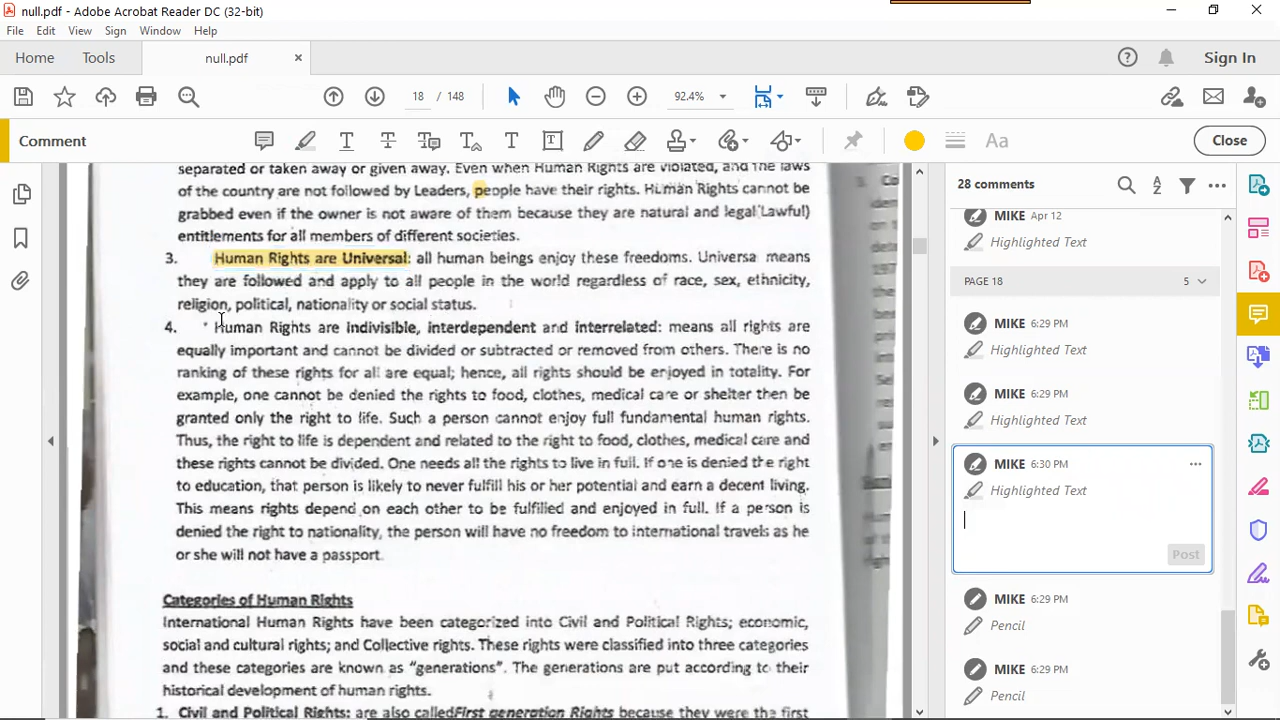 null.pdf - Adobe Acrobat Reader DC (32-bit)
File Edit View Sign Window Help
Home Tools null.pdf × Sign In
18 / 148 92.4%
Comment Close
separated or taken away or given away. Even when Human Rights are violated, and the laws
of the country are not followed by Leaders, people have their rights. Human Rights cannot be
grabbed even if the owner is not aware of them because they are natural and legal'Lawful)
entitlements for all members of different societies.
3. Human Rights are Universal: all human beings enjoy these freedoms. Universa means
they are followed and apply to all people in the world regardless of race, sex, ethnicity,
religion, political, nationality or social status.
4. Human Rights are indivisible, interdependent and interrelated: means all rights are
equally important and cannot be divided or subtracted or removed from others. There is no
ranking of these rights for all are equal; hence, all rights should be enjoyed in totality. For
example, one cannot be denied the rights to food, clothes, medical care or shelter then be
granted only the right to life. Such a person cannot enjoy full fundamental human rights.
Thus, the right to life is dependent and related to the right to food, clothes, medical care and
these rights cannot be divided. One needs all the rights to live in full. If one is denied the right
to education, that person is likely to never fulfill his or her potential and earn a decent living.
This means rights depend on each other to be fulfilled and enjoyed in full. If a person is
denied the right to nationality, the person will have no freedom to international travels as he
or she will not have a passport.
Categories of Human Rights
International Human Rights have been categorized into Civil and Political Rights; economic,
social and cultural rights; and Collective rights. These rights were classified into three categories
and these categories are known as "generations". The generations are put according to their
historical development of human rights.
1. Civil and Political Rights: are also called First generation Rights because they were the first
28 comments
MIKE Apr 12
Highlighted Text
PAGE 18 5
MIKE 6:29 PM
Highlighted Text
MIKE 6:29 PM
Highlighted Text
MIKE 6:30 PM
Highlighted Text
Post
MIKE 6:29 PM
Pencil
MIKE 6:29 PM
Pencil